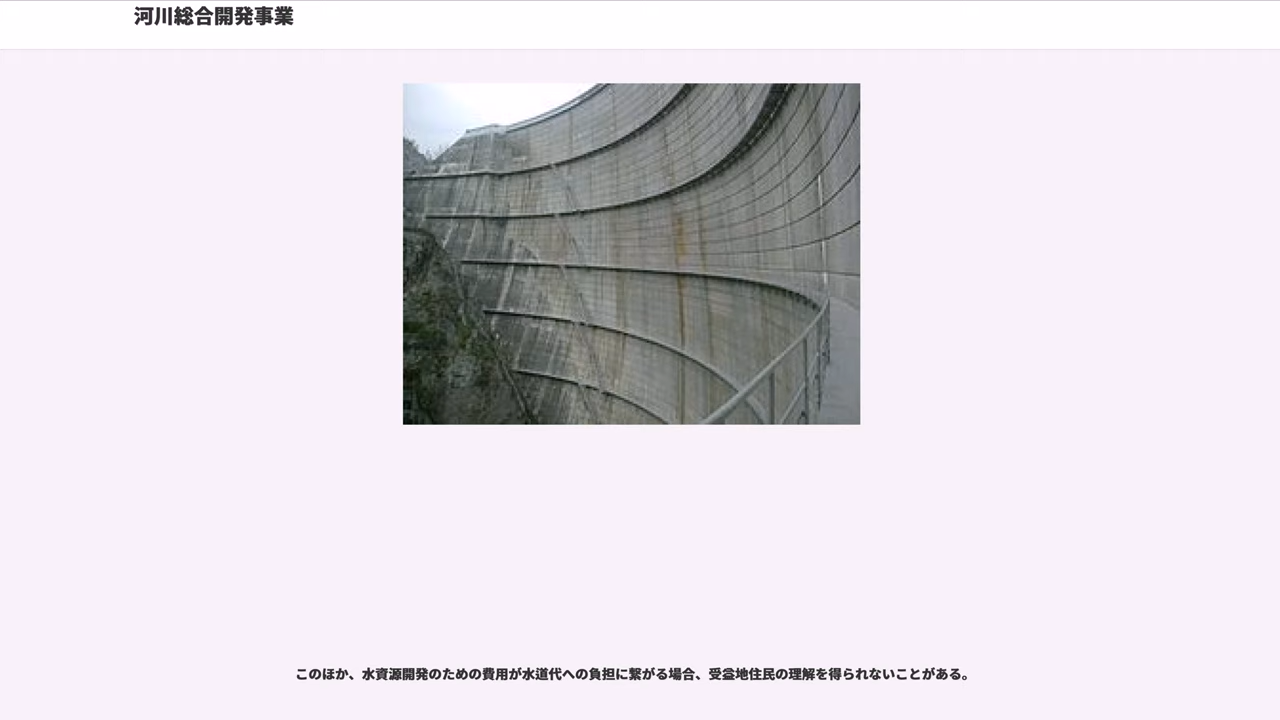 河川総合開発事業
このほか、水資源開発のための費用が水道代への負担に繋がる場合、受益地住民の理解を得られないことがある。